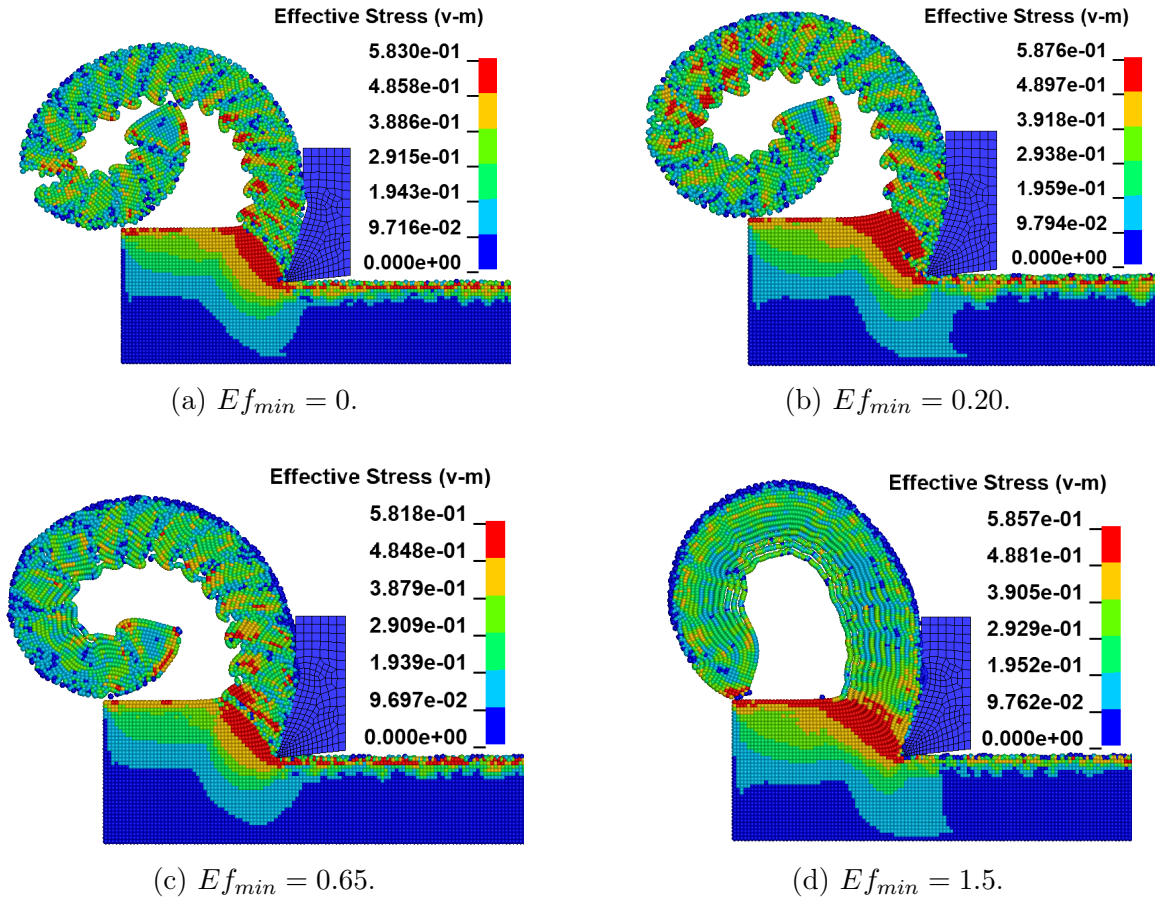 Effective Stress (v-m)
5.830e-01
4.858e-01
3.886e-01
2.915e-01
1.943e-01
9.716e-02
0.000e+00
(a) Ef_min = 0.
Effective Stress (v-m)
5.876e-01
4.897e-01
3.918e-01
2.938e-01
1.959e-01
9.794e-02
0.000e+00
(b) Ef_min = 0.20.
Effective Stress (v-m)
5.818e-01
4.848e-01
3.879e-01
2.909e-01
1.939e-01
9.697e-02
0.000e+00
(c) Ef_min = 0.65.
Effective Stress (v-m)
5.857e-01
4.881e-01
3.905e-01
2.929e-01
1.952e-01
9.762e-02
0.000e+00
(d) Ef_min = 1.5.